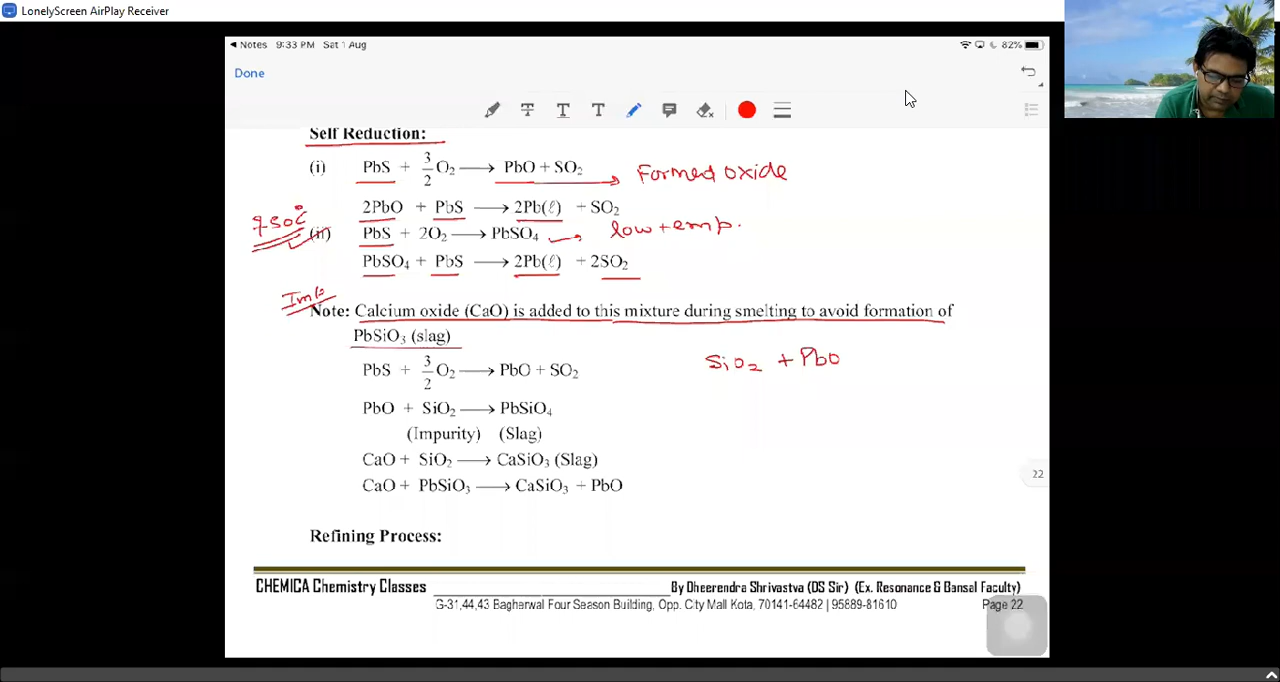 LonelyScreen AirPlay Receiver
Notes 9:33 PM Sat 1 Aug 82%
Done
T T T
Self Reduction:
(i) PbS + 3/2 O₂ ⟶ PbO + SO₂ → Formed oxide
2PbO + PbS ⟶ 2Pb(ℓ) + SO₂
(ii) PbS + 2O₂ ⟶ PbSO₄ → low temp.
PbSO₄ + PbS ⟶ 2Pb(ℓ) + 2SO₂
Note: Calcium oxide (CaO) is added to this mixture during smelting to avoid formation of
PbSiO₃ (slag)
SiO₂ + PbO
PbS + 3/2 O₂ ⟶ PbO + SO₂
PbO + SiO₂ ⟶ PbSiO₄
(Impurity) (Slag)
CaO + SiO₂ ⟶ CaSiO₃ (Slag)
CaO + PbSiO₃ ⟶ CaSiO₃ + PbO
22
Refining Process:
CHEMICA Chemistry Classes By Dheerendra Shrivastva (DS Sir) (Ex. Resonance & Bansal Faculty)
G-31,44,43 Bagherwal Four Season Building, Opp. City Mall Kota, 70141-64482 | 95889-81610 Page 22